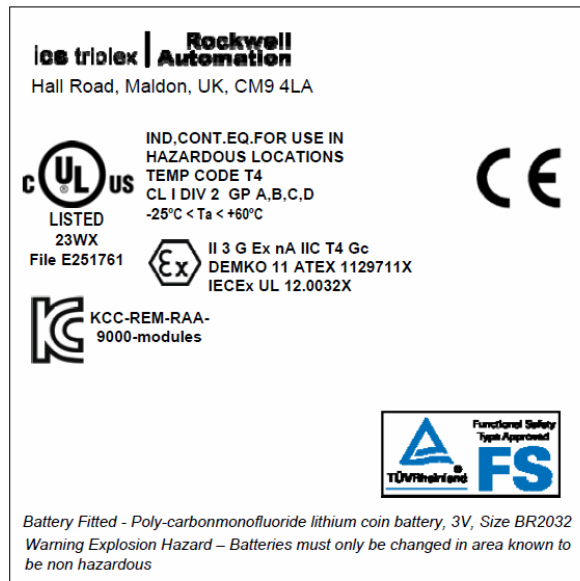 ics triplex | Rockwell Automation
Hall Road, Maldon, UK, CM9 4LA
C UL US
LISTED
23WX
File E251761
IND,CONT.EQ.FOR USE IN
HAZARDOUS LOCATIONS
TEMP CODE T4
CL I DIV 2 GP A,B,C,D
-25ºC < Ta < +60ºC
CE
Ex
II 3 G Ex nA IIC T4 Gc
DEMKO 11 ATEX 1129711X
IECEx UL 12.0032X
KC
KCC-REM-RAA-
9000-modules
TÜVRheinland®
Functional Safety
Type Approved
FS
Battery Fitted - Poly-carbonmonofluoride lithium coin battery, 3V, Size BR2032
Warning Explosion Hazard – Batteries must only be changed in area known to
be non hazardous